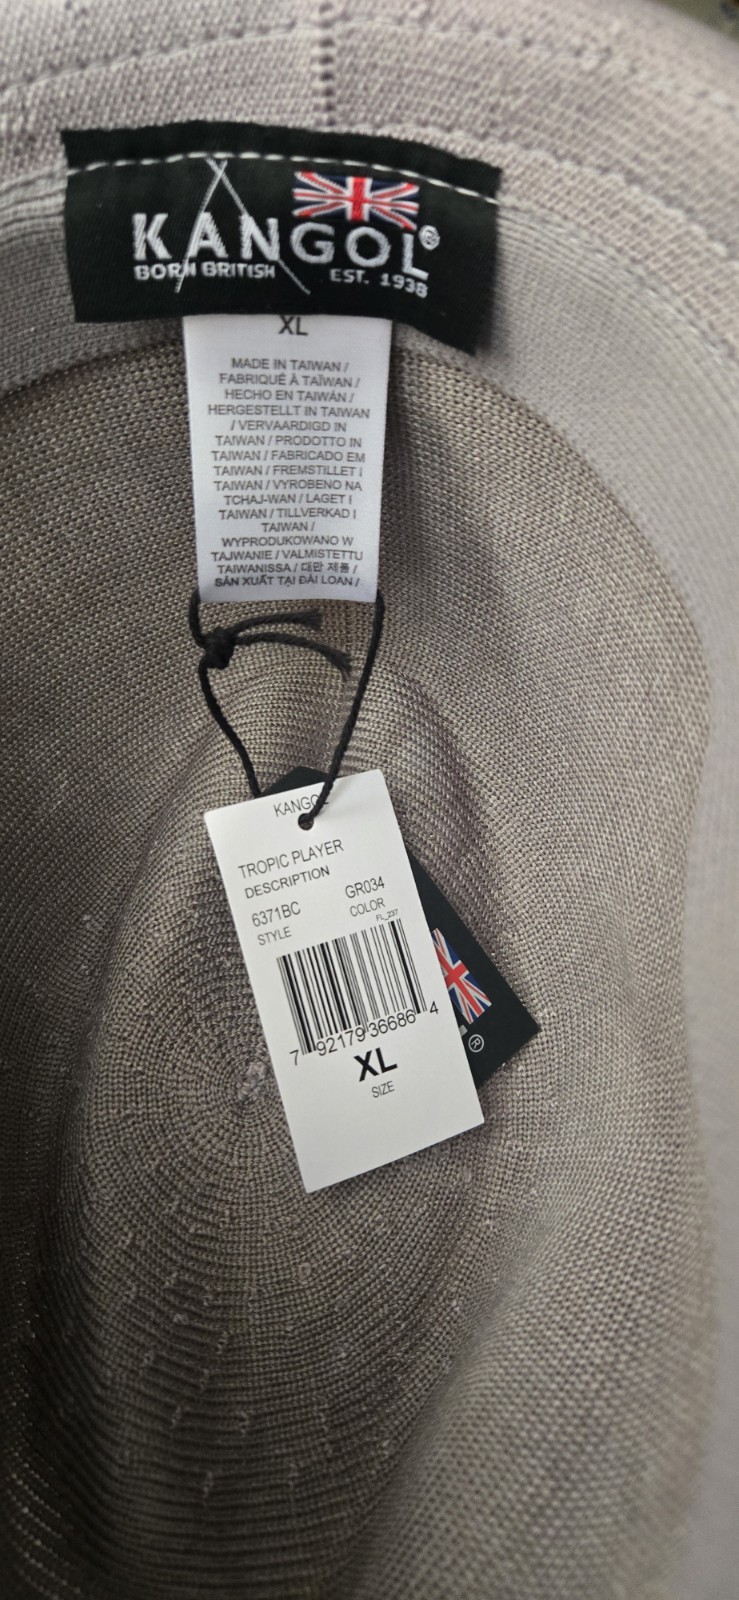 KANGOL®
BORN BRITISH EST. 1938
XL
MADE IN TAIWAN /
FABRIQUÉ À TAÏWAN /
HECHO EN TAIWÁN /
HERGESTELLT IN TAIWAN
/ VERVAARDIGD IN
TAIWAN / PRODOTTO IN
TAIWAN / FABRICADO EM
TAIWAN / FREMSTILLET I
TAIWAN / VYROBENO NA
TCHAJ-WAN / LAGET I
TAIWAN / TILLVERKAD I
TAIWAN /
WYPRODUKOWANO W
TAJWANIE / VALMISTETTU
TAIWANISSA / 대만 제품 /
SẢN XUẤT TẠI ĐÀI LOAN /
KANGOL
TROPIC PLAYER
DESCRIPTION
6371BC GR034
STYLE COLOR
FL_237
7 92179 36686 4
XL
SIZE
®